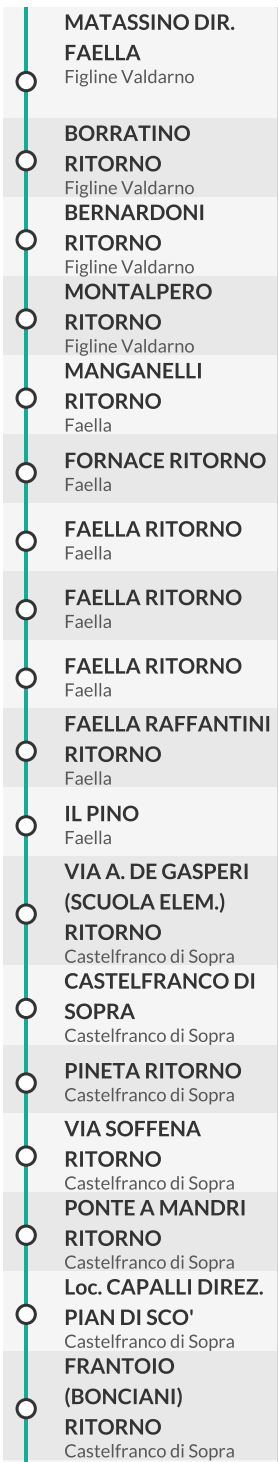 MATASSINO DIR.
FAELLA
Figline Valdarno
BORRATINO
RITORNO
Figline Valdarno
BERNARDONI
RITORNO
Figline Valdarno
MONTALPERO
RITORNO
Figline Valdarno
MANGANELLI
RITORNO
Faella
FORNACE RITORNO
Faella
FAELLA RITORNO
Faella
FAELLA RITORNO
Faella
FAELLA RITORNO
Faella
FAELLA RAFFANTINI
RITORNO
Faella
IL PINO
Faella
VIA A. DE GASPERI
(SCUOLA ELEM.)
RITORNO
Castelfranco di Sopra
CASTELFRANCO DI
SOPRA
Castelfranco di Sopra
PINETA RITORNO
Castelfranco di Sopra
VIA SOFFENA
RITORNO
Castelfranco di Sopra
PONTE A MANDRI
RITORNO
Castelfranco di Sopra
Loc. CAPALLI DIREZ.
PIAN DI SCO'
Castelfranco di Sopra
FRANTOIO
(BONCIANI)
RITORNO
Castelfranco di Sopra